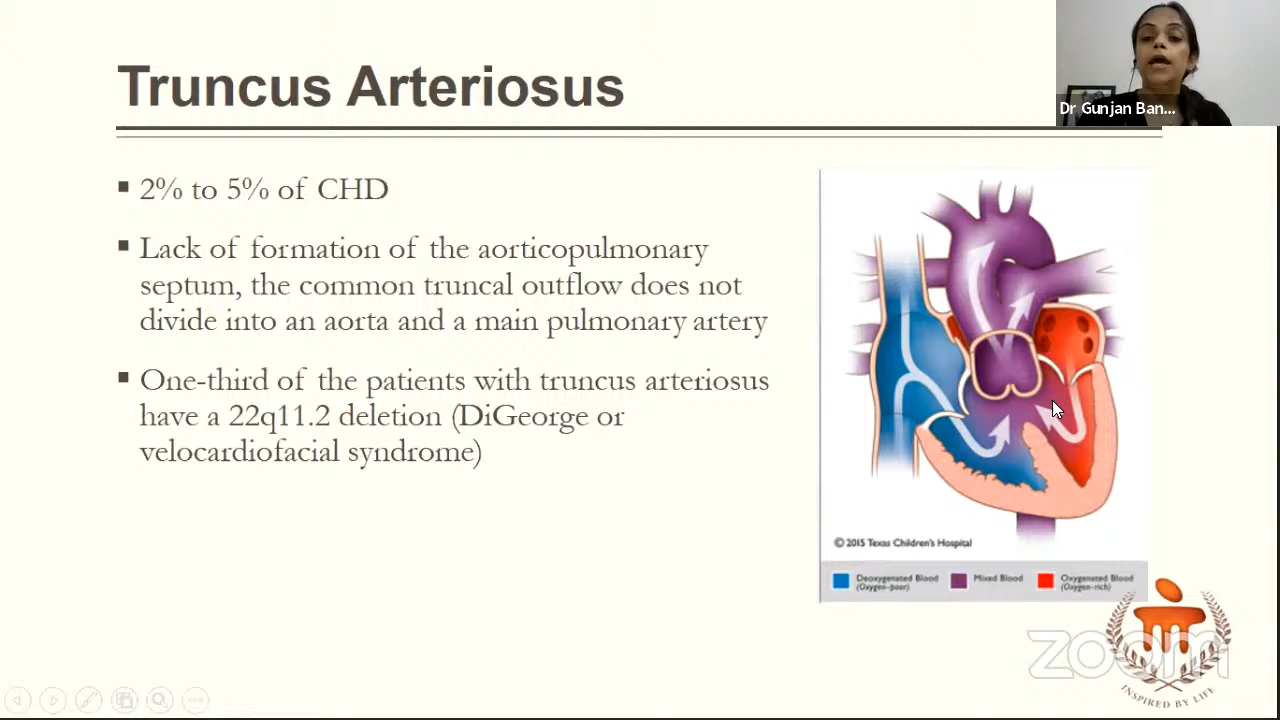 Truncus Arteriosus
Dr Gunjan Ban...
▪ 2% to 5% of CHD
▪ Lack of formation of the aorticopulmonary
septum, the common truncal outflow does not
divide into an aorta and a main pulmonary artery
▪ One-third of the patients with truncus arteriosus
have a 22q11.2 deletion (DiGeorge or
velocardiofacial syndrome)
© 2015 Texas Children's Hospital
Deoxygenated Blood
(Oxygen-poor)
Mixed Blood
Oxygenated Blood
(Oxygen-rich)
zoom
INSPIRED BY LIFE